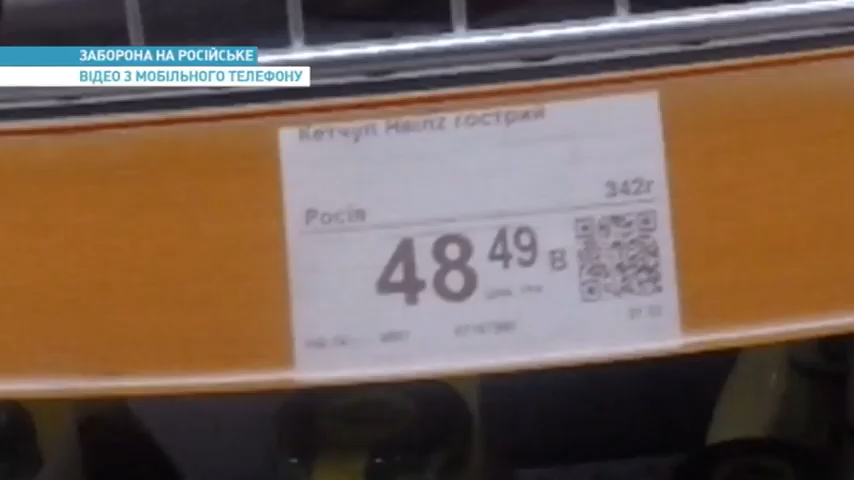 ЗАБОРОНА НА РОСІЙСЬКЕ
ВІДЕО З МОБІЛЬНОГО ТЕЛЕФОНУ
Кетчуп Heinz гострий
342г
Росія
48 49 В